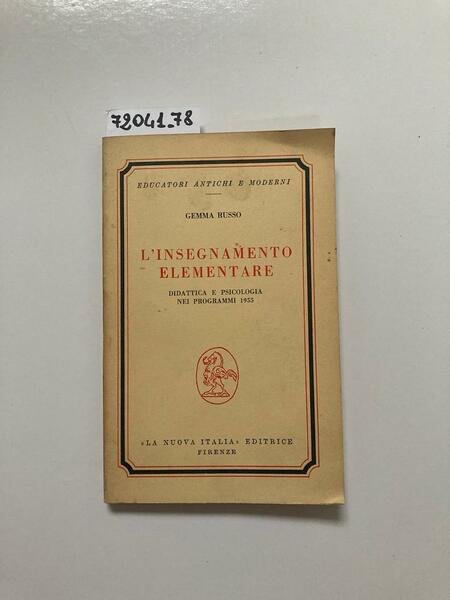 72041_78
EDUCATORI ANTICHI E MODERNI
GEMMA RUSSO
L'INSEGNAMENTO
ELEMENTARE
DIDATTICA E PSICOLOGIA
NEI PROGRAMMI 1955
«LA NUOVA ITALIA» EDITRICE
FIRENZE